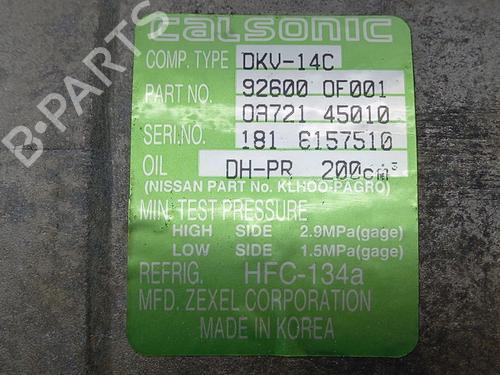 CALSONIC
COMP. TYPE DKV-14C
PART NO. 92600 0F001
0A721 45010
SERI.NO. 181 6157510
OIL DH-PR 200cm³
(NISSAN PART No. KLH00-PAGR0)
MIN. TEST PRESSURE
HIGH SIDE 2.9MPa(gage)
LOW SIDE 1.5MPa(gage)
REFRIG. HFC-134a
MFD. ZEXEL CORPORATION
MADE IN KOREA